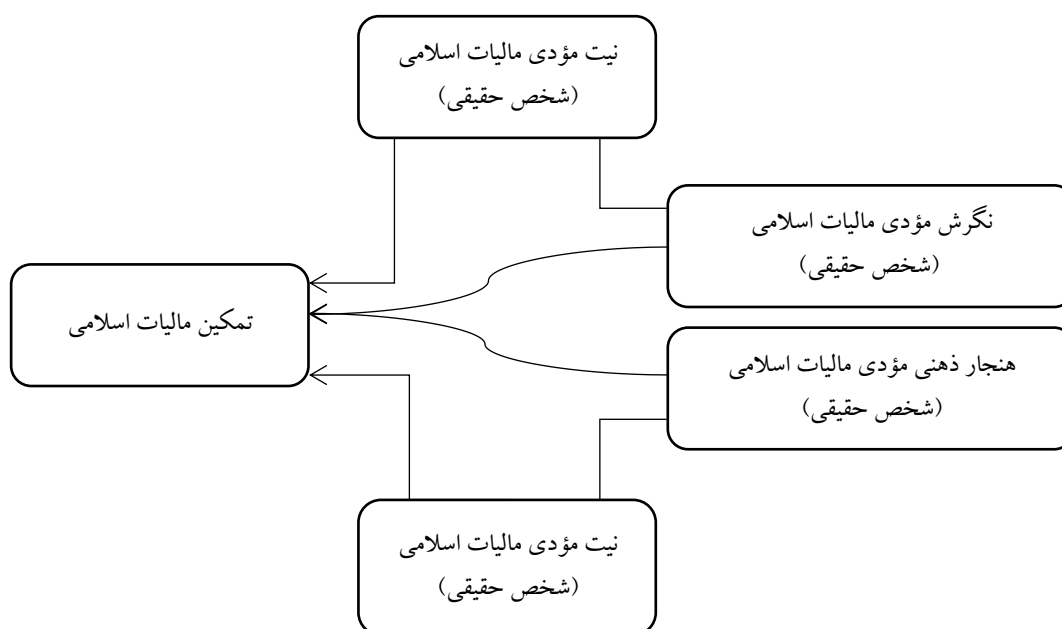 نیت مؤدی مالیات اسلامی
(شخص حقیقی)
نگرش مؤدی مالیات اسلامی
(شخص حقیقی)
تمکین مالیات اسلامی
هنجار ذهنی مؤدی مالیات اسلامی
(شخص حقیقی)
نیت مؤدی مالیات اسلامی
(شخص حقیقی)